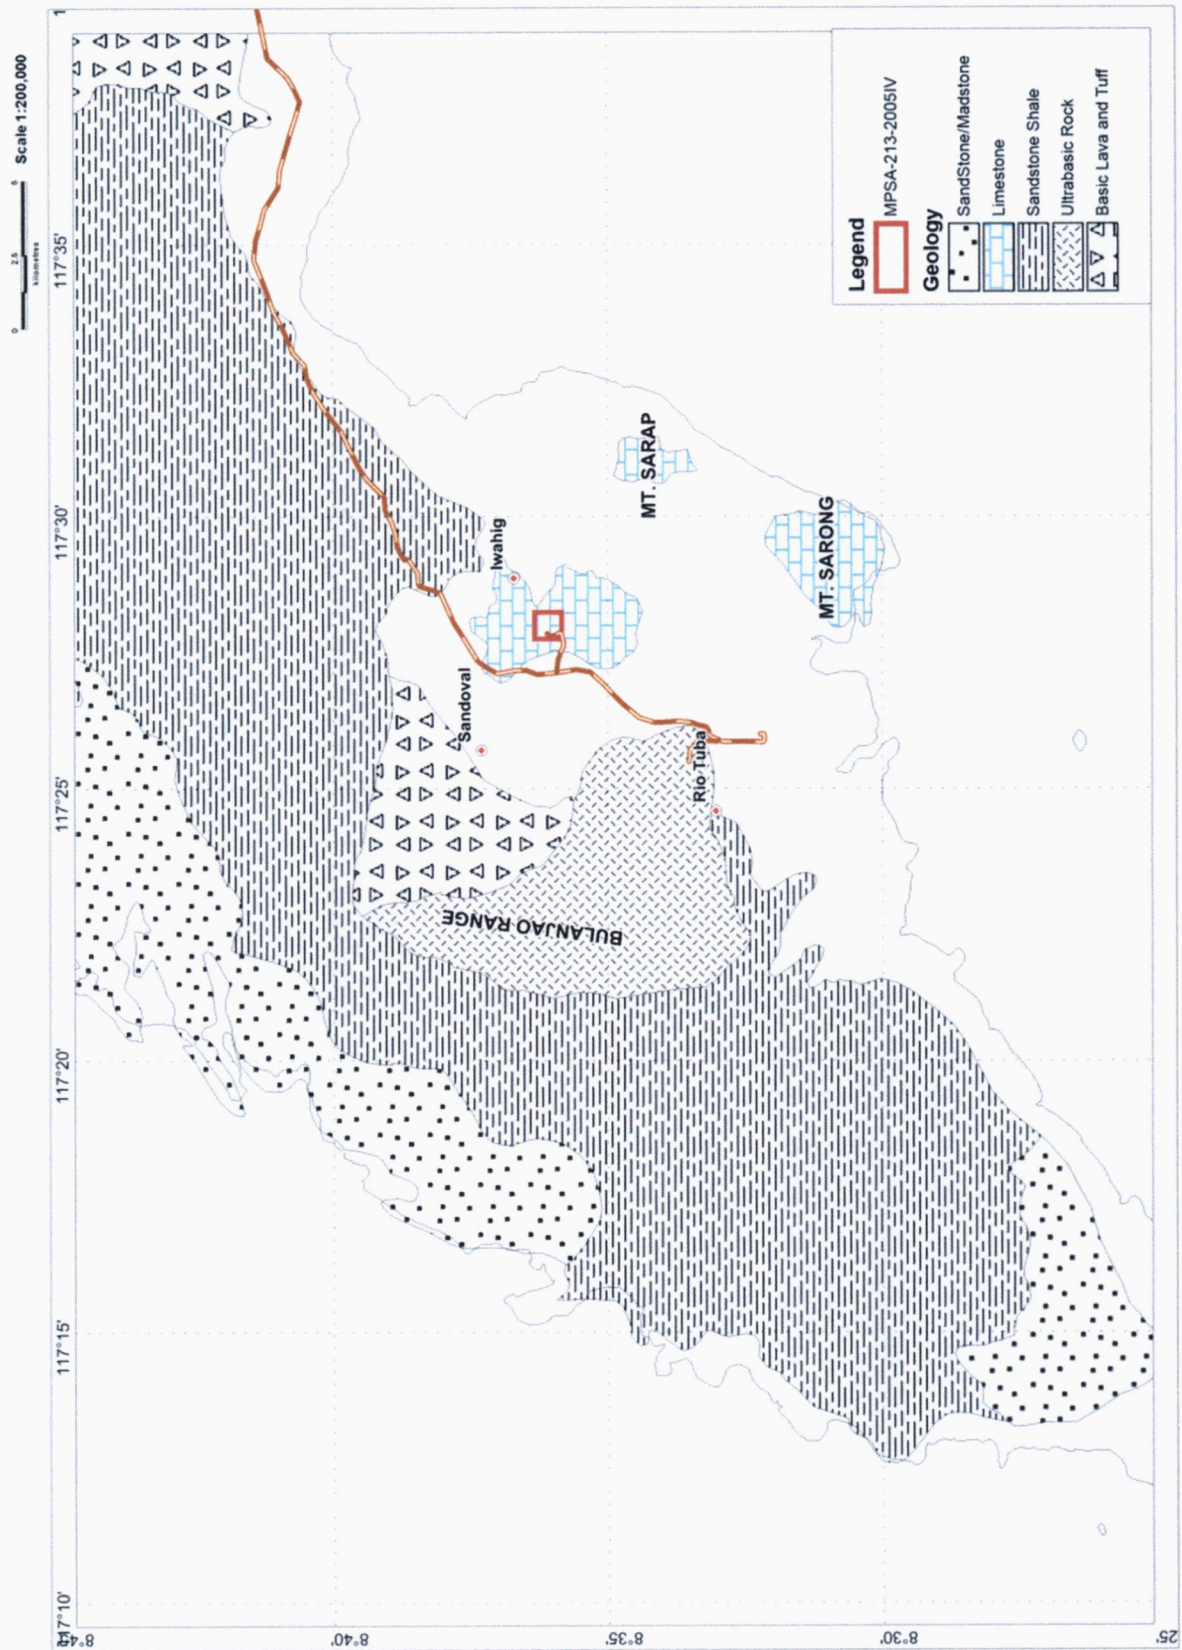 Scale 1:200,000
0 2.5 5
kilometres
117°10'
117°15'
117°20'
117°25'
117°30'
117°35'
1
8°40'
8°35'
8°30'
25'
BULANJAO RANGE
Sandoval
Iwahig
Rio Tuba
MT. SARAP
MT. SARONG
Legend
MPSA-213-2005IV
Geology
SandStone/Madstone
Limestone
Sandstone Shale
Ultrabasic Rock
Basic Lava and Tuff